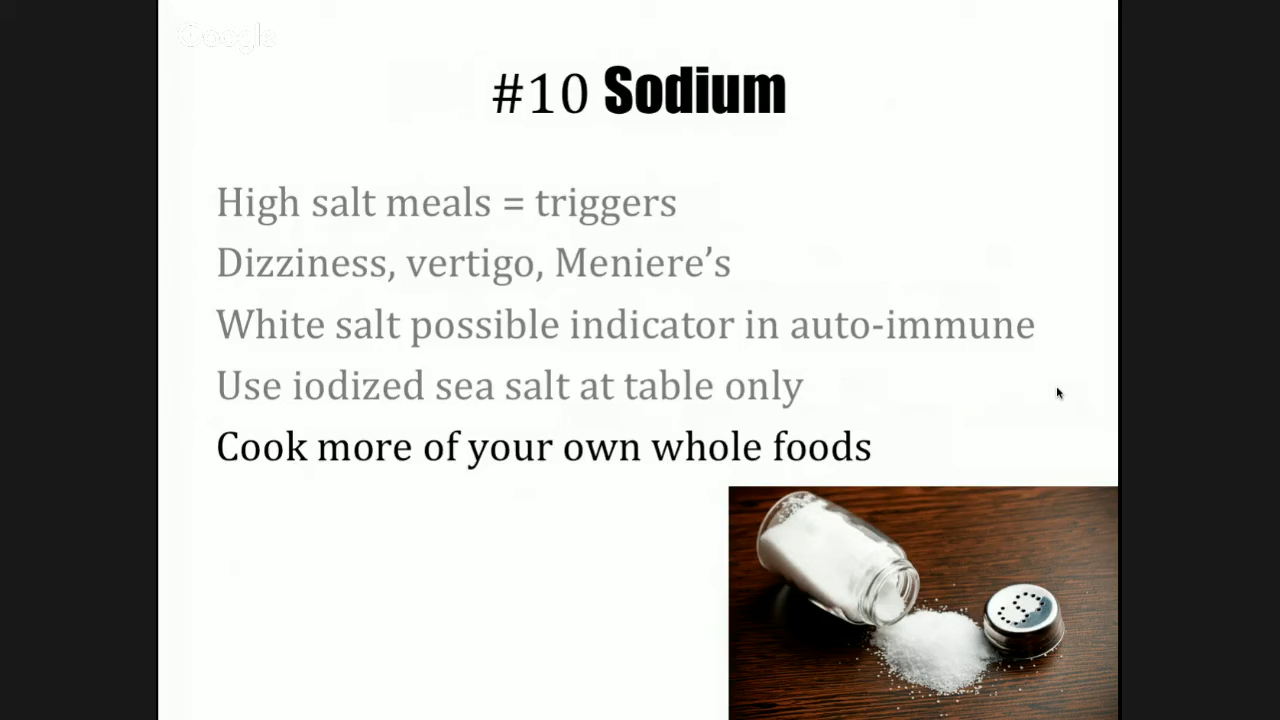 Google
#10 Sodium
High salt meals = triggers
Dizziness, vertigo, Meniere’s
White salt possible indicator in auto-immune
Use iodized sea salt at table only
Cook more of your own whole foods